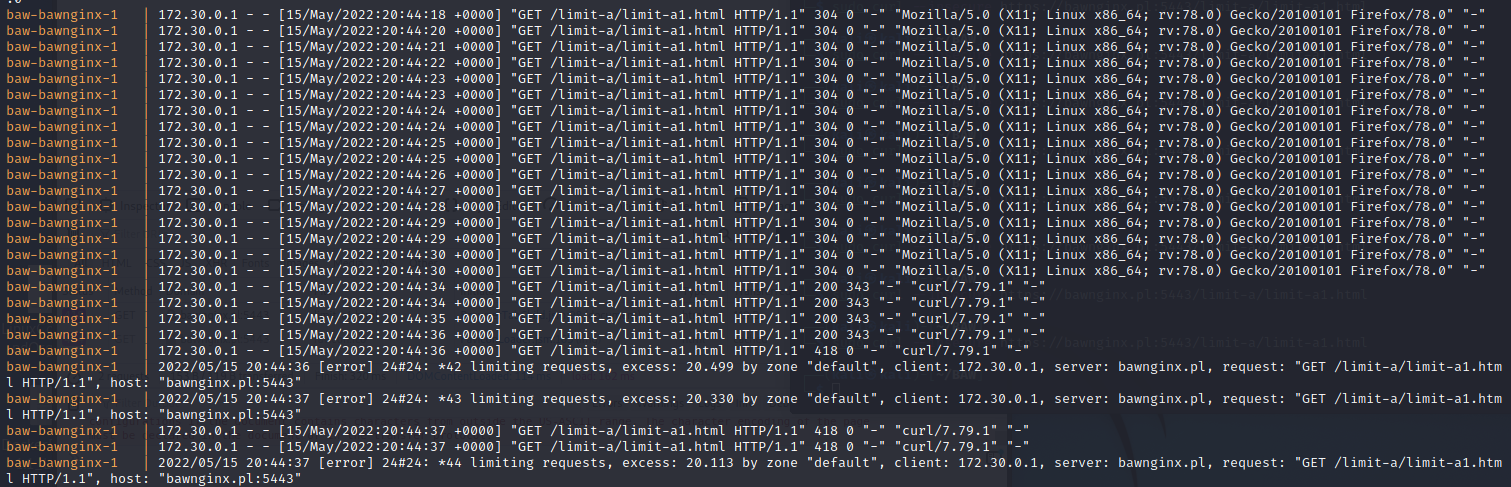 baw-bawnginx-1 | 172.30.0.1 - - [15/May/2022:20:44:18 +0000] "GET /limit-a/limit-a1.html HTTP/1.1" 304 0 "-" "Mozilla/5.0 (X11; Linux x86_64; rv:78.0) Gecko/20100101 Firefox/78.0" "-"
baw-bawnginx-1 | 172.30.0.1 - - [15/May/2022:20:44:20 +0000] "GET /limit-a/limit-a1.html HTTP/1.1" 304 0 "-" "Mozilla/5.0 (X11; Linux x86_64; rv:78.0) Gecko/20100101 Firefox/78.0" "-"
baw-bawnginx-1 | 172.30.0.1 - - [15/May/2022:20:44:21 +0000] "GET /limit-a/limit-a1.html HTTP/1.1" 304 0 "-" "Mozilla/5.0 (X11; Linux x86_64; rv:78.0) Gecko/20100101 Firefox/78.0" "-"
baw-bawnginx-1 | 172.30.0.1 - - [15/May/2022:20:44:22 +0000] "GET /limit-a/limit-a1.html HTTP/1.1" 304 0 "-" "Mozilla/5.0 (X11; Linux x86_64; rv:78.0) Gecko/20100101 Firefox/78.0" "-"
baw-bawnginx-1 | 172.30.0.1 - - [15/May/2022:20:44:23 +0000] "GET /limit-a/limit-a1.html HTTP/1.1" 304 0 "-" "Mozilla/5.0 (X11; Linux x86_64; rv:78.0) Gecko/20100101 Firefox/78.0" "-"
baw-bawnginx-1 | 172.30.0.1 - - [15/May/2022:20:44:23 +0000] "GET /limit-a/limit-a1.html HTTP/1.1" 304 0 "-" "Mozilla/5.0 (X11; Linux x86_64; rv:78.0) Gecko/20100101 Firefox/78.0" "-"
baw-bawnginx-1 | 172.30.0.1 - - [15/May/2022:20:44:24 +0000] "GET /limit-a/limit-a1.html HTTP/1.1" 304 0 "-" "Mozilla/5.0 (X11; Linux x86_64; rv:78.0) Gecko/20100101 Firefox/78.0" "-"
baw-bawnginx-1 | 172.30.0.1 - - [15/May/2022:20:44:24 +0000] "GET /limit-a/limit-a1.html HTTP/1.1" 304 0 "-" "Mozilla/5.0 (X11; Linux x86_64; rv:78.0) Gecko/20100101 Firefox/78.0" "-"
baw-bawnginx-1 | 172.30.0.1 - - [15/May/2022:20:44:25 +0000] "GET /limit-a/limit-a1.html HTTP/1.1" 304 0 "-" "Mozilla/5.0 (X11; Linux x86_64; rv:78.0) Gecko/20100101 Firefox/78.0" "-"
baw-bawnginx-1 | 172.30.0.1 - - [15/May/2022:20:44:25 +0000] "GET /limit-a/limit-a1.html HTTP/1.1" 304 0 "-" "Mozilla/5.0 (X11; Linux x86_64; rv:78.0) Gecko/20100101 Firefox/78.0" "-"
baw-bawnginx-1 | 172.30.0.1 - - [15/May/2022:20:44:26 +0000] "GET /limit-a/limit-a1.html HTTP/1.1" 304 0 "-" "Mozilla/5.0 (X11; Linux x86_64; rv:78.0) Gecko/20100101 Firefox/78.0" "-"
baw-bawnginx-1 | 172.30.0.1 - - [15/May/2022:20:44:27 +0000] "GET /limit-a/limit-a1.html HTTP/1.1" 304 0 "-" "Mozilla/5.0 (X11; Linux x86_64; rv:78.0) Gecko/20100101 Firefox/78.0" "-"
baw-bawnginx-1 | 172.30.0.1 - - [15/May/2022:20:44:28 +0000] "GET /limit-a/limit-a1.html HTTP/1.1" 304 0 "-" "Mozilla/5.0 (X11; Linux x86_64; rv:78.0) Gecko/20100101 Firefox/78.0" "-"
baw-bawnginx-1 | 172.30.0.1 - - [15/May/2022:20:44:29 +0000] "GET /limit-a/limit-a1.html HTTP/1.1" 304 0 "-" "Mozilla/5.0 (X11; Linux x86_64; rv:78.0) Gecko/20100101 Firefox/78.0" "-"
baw-bawnginx-1 | 172.30.0.1 - - [15/May/2022:20:44:29 +0000] "GET /limit-a/limit-a1.html HTTP/1.1" 304 0 "-" "Mozilla/5.0 (X11; Linux x86_64; rv:78.0) Gecko/20100101 Firefox/78.0" "-"
baw-bawnginx-1 | 172.30.0.1 - - [15/May/2022:20:44:30 +0000] "GET /limit-a/limit-a1.html HTTP/1.1" 304 0 "-" "Mozilla/5.0 (X11; Linux x86_64; rv:78.0) Gecko/20100101 Firefox/78.0" "-"
baw-bawnginx-1 | 172.30.0.1 - - [15/May/2022:20:44:30 +0000] "GET /limit-a/limit-a1.html HTTP/1.1" 304 0 "-" "Mozilla/5.0 (X11; Linux x86_64; rv:78.0) Gecko/20100101 Firefox/78.0" "-"
baw-bawnginx-1 | 172.30.0.1 - - [15/May/2022:20:44:34 +0000] "GET /limit-a/limit-a1.html HTTP/1.1" 200 343 "-" "curl/7.79.1" "-"
baw-bawnginx-1 | 172.30.0.1 - - [15/May/2022:20:44:34 +0000] "GET /limit-a/limit-a1.html HTTP/1.1" 200 343 "-" "curl/7.79.1" "-"
baw-bawnginx-1 | 172.30.0.1 - - [15/May/2022:20:44:35 +0000] "GET /limit-a/limit-a1.html HTTP/1.1" 200 343 "-" "curl/7.79.1" "-"
baw-bawnginx-1 | 172.30.0.1 - - [15/May/2022:20:44:36 +0000] "GET /limit-a/limit-a1.html HTTP/1.1" 200 343 "-" "curl/7.79.1" "-"
baw-bawnginx-1 | 172.30.0.1 - - [15/May/2022:20:44:36 +0000] "GET /limit-a/limit-a1.html HTTP/1.1" 418 0 "-" "curl/7.79.1" "-"
baw-bawnginx-1 | 2022/05/15 20:44:36 [error] 24#24: *42 limiting requests, excess: 20.499 by zone "default", client: 172.30.0.1, server: bawnginx.pl, request: "GET /limit-a/limit-a1.htm
l HTTP/1.1", host: "bawnginx.pl:5443"
baw-bawnginx-1 | 2022/05/15 20:44:37 [error] 24#24: *43 limiting requests, excess: 20.330 by zone "default", client: 172.30.0.1, server: bawnginx.pl, request: "GET /limit-a/limit-a1.htm
l HTTP/1.1", host: "bawnginx.pl:5443"
baw-bawnginx-1 | 172.30.0.1 - - [15/May/2022:20:44:37 +0000] "GET /limit-a/limit-a1.html HTTP/1.1" 418 0 "-" "curl/7.79.1" "-"
baw-bawnginx-1 | 172.30.0.1 - - [15/May/2022:20:44:37 +0000] "GET /limit-a/limit-a1.html HTTP/1.1" 418 0 "-" "curl/7.79.1" "-"
baw-bawnginx-1 | 2022/05/15 20:44:37 [error] 24#24: *44 limiting requests, excess: 20.113 by zone "default", client: 172.30.0.1, server: bawnginx.pl, request: "GET /limit-a/limit-a1.htm
l HTTP/1.1", host: "bawnginx.pl:5443"